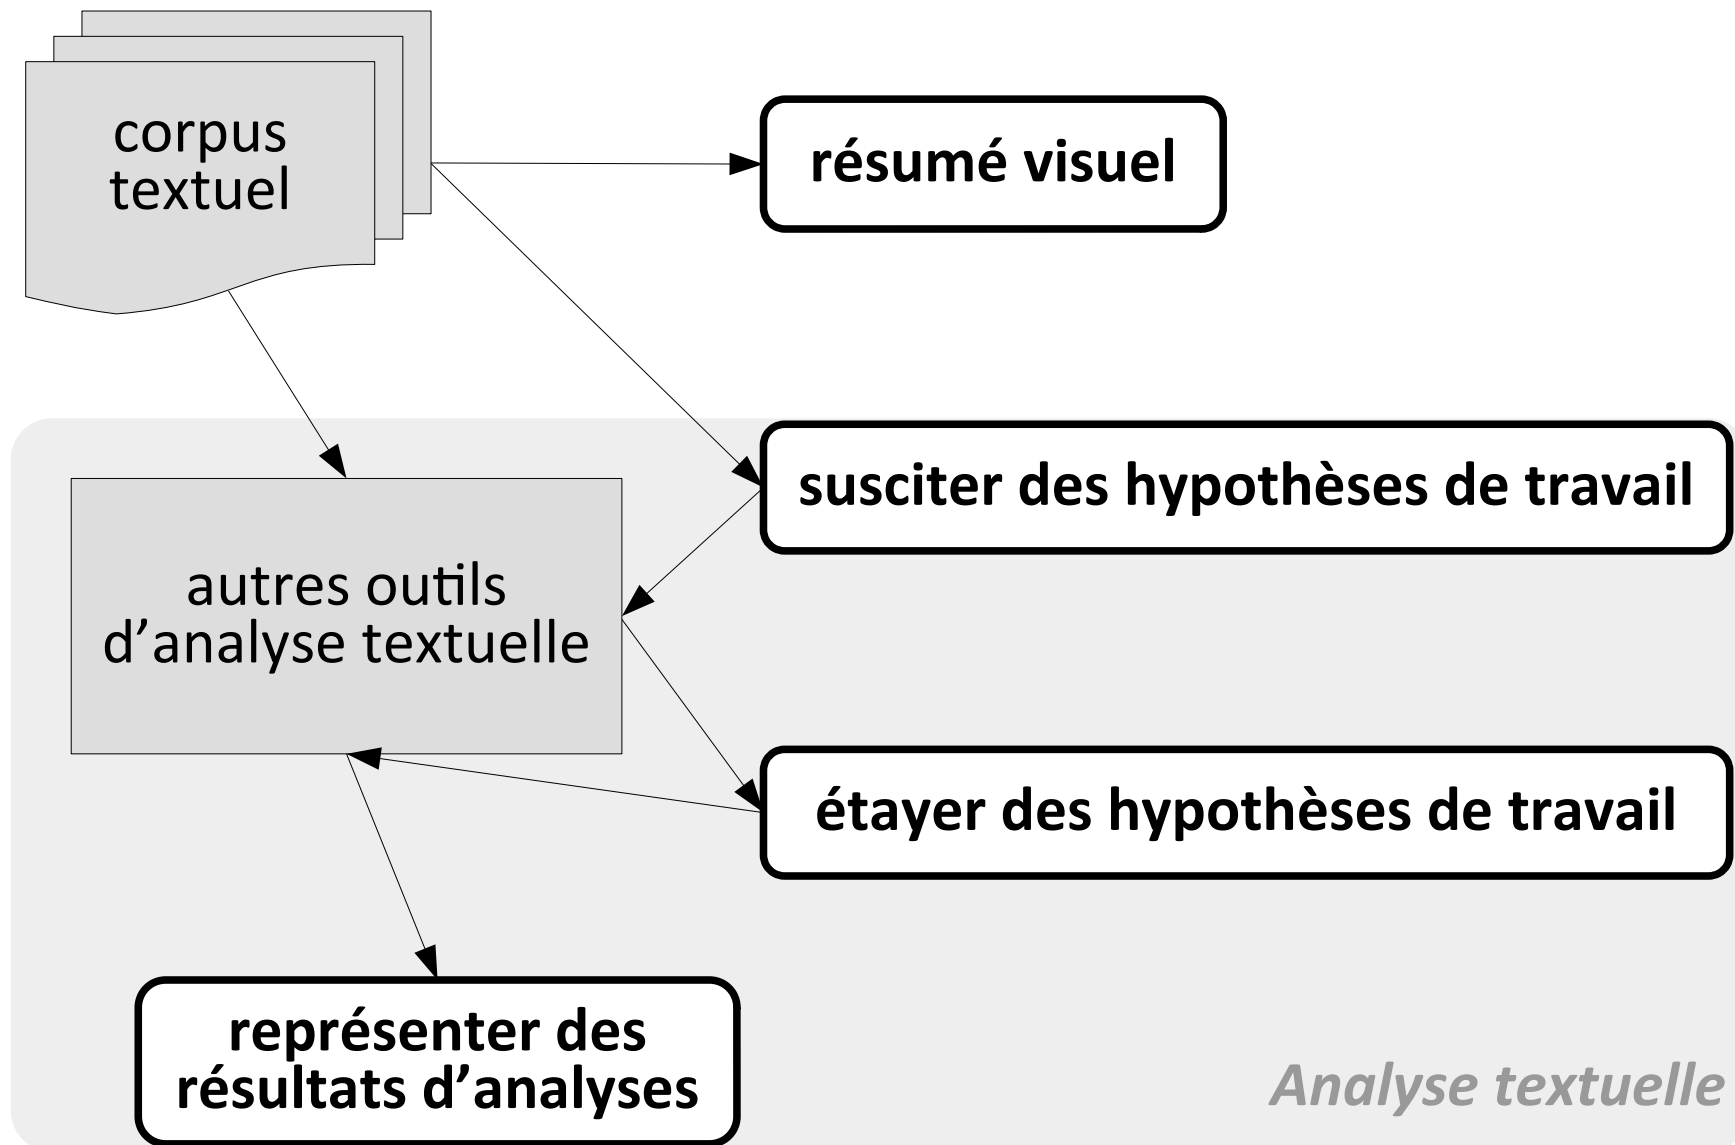 corpus
textuel
résumé visuel
susciter des hypothèses de travail
autres outils
d’analyse textuelle
étayer des hypothèses de travail
représenter des
résultats d’analyses
Analyse textuelle